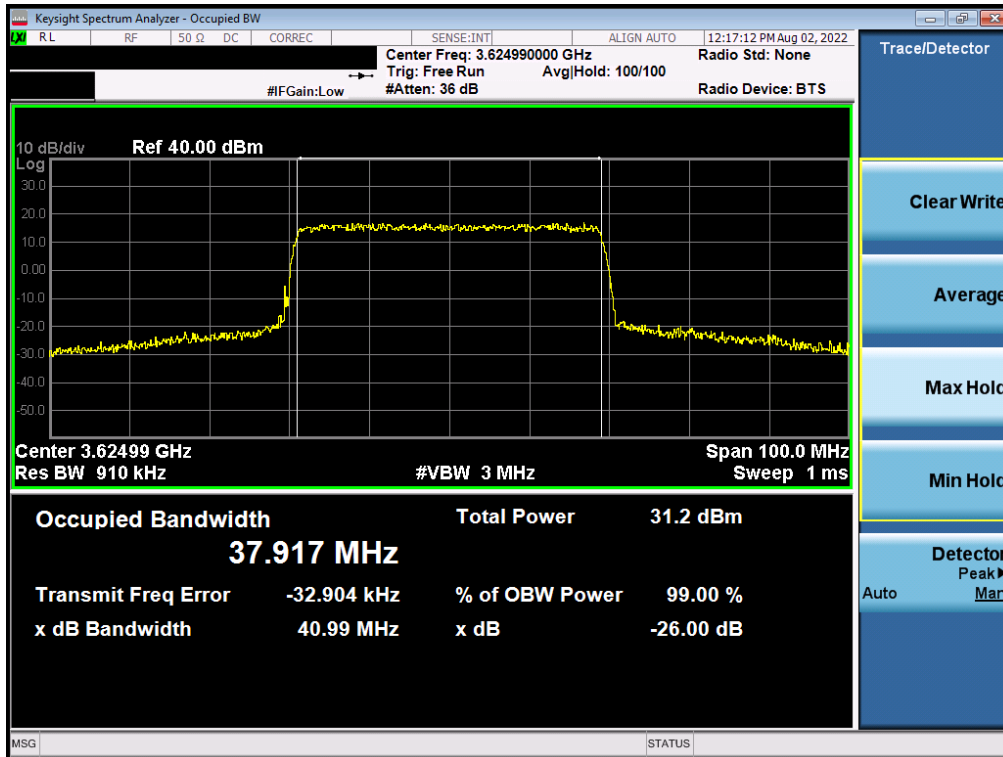 Keysight Spectrum Analyzer - Occupied BW
LXI RL RF 50 Ω DC CORREC SENSE:INT ALIGN AUTO 12:17:12 PM Aug 02, 2022
Center Freq: 3.624990000 GHz Radio Std: None
Trig: Free Run Avg|Hold: 100/100
#IFGain:Low #Atten: 36 dB Radio Device: BTS
Trace/Detector
10 dB/div Ref 40.00 dBm
Log
30.0
20.0
10.0
0.00
-10.0
-20.0
-30.0
-40.0
-50.0
Center 3.62499 GHz Span 100.0 MHz
Res BW 910 kHz #VBW 3 MHz Sweep 1 ms
Occupied Bandwidth Total Power 31.2 dBm
37.917 MHz
Transmit Freq Error -32.904 kHz % of OBW Power 99.00 %
x dB Bandwidth 40.99 MHz x dB -26.00 dB
Clear Write
Average
Max Hold
Min Hold
Detector
Peak▶
Auto Man
MSG STATUS